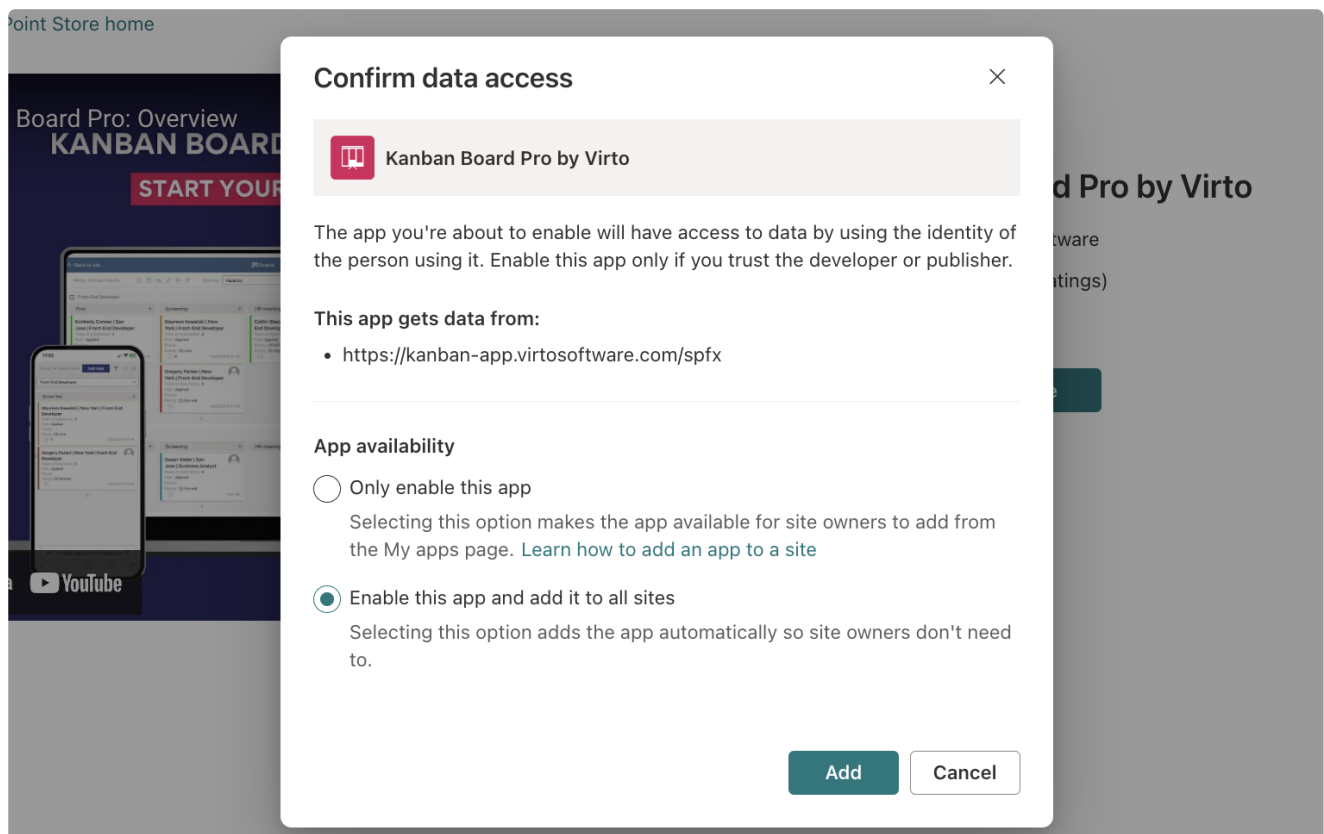 Point Store home
Confirm data access
Board Pro: Overview
KANBAN BOARD
START YOUR
Kanban Board Pro by Virto
d Pro by Virto
tware
atings)
The app you're about to enable will have access to data by using the identity of
the person using it. Enable this app only if you trust the developer or publisher.
This app gets data from:
• https://kanban-app.virtosoftware.com/spfx
e
App availability
Only enable this app
Selecting this option makes the app available for site owners to add from
the My apps page. Learn how to add an app to a site
a YouTube
Enable this app and add it to all sites
Selecting this option adds the app automatically so site owners don't need
to.
Add
Cancel